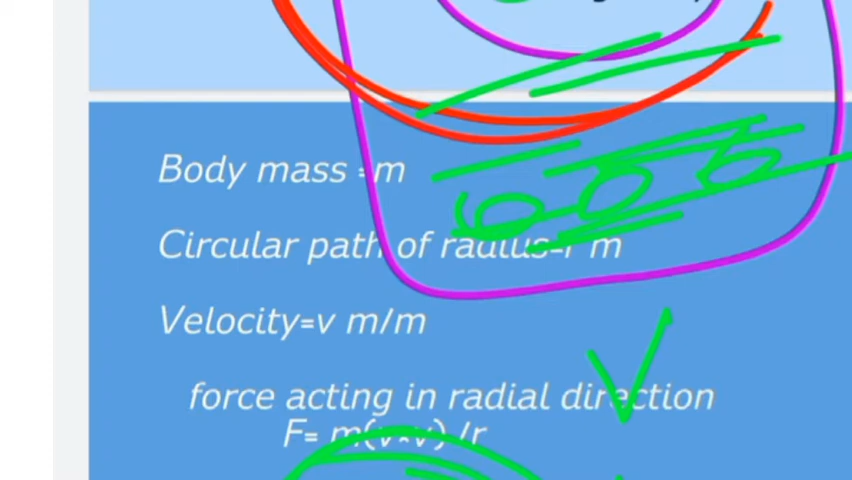 Body mass =m
Circular path of radius=r m
Velocity=v m/m
force acting in radial direction
F= m(v×v) /r